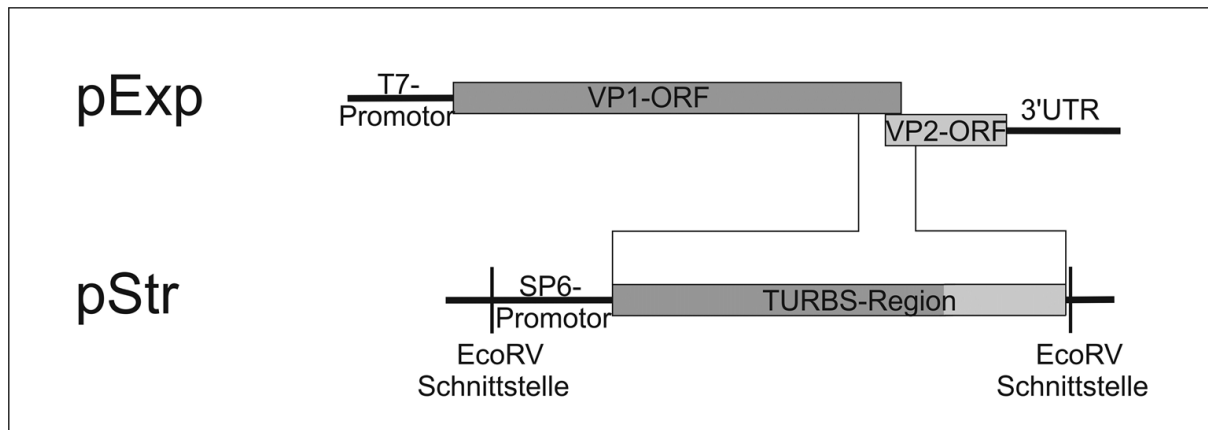 pExp
T7-
Promotor
VP1-ORF
VP2-ORF
3'UTR
pStr
SP6-
Promotor
TURBS-Region
EcoRV
Schnittstelle
EcoRV
Schnittstelle